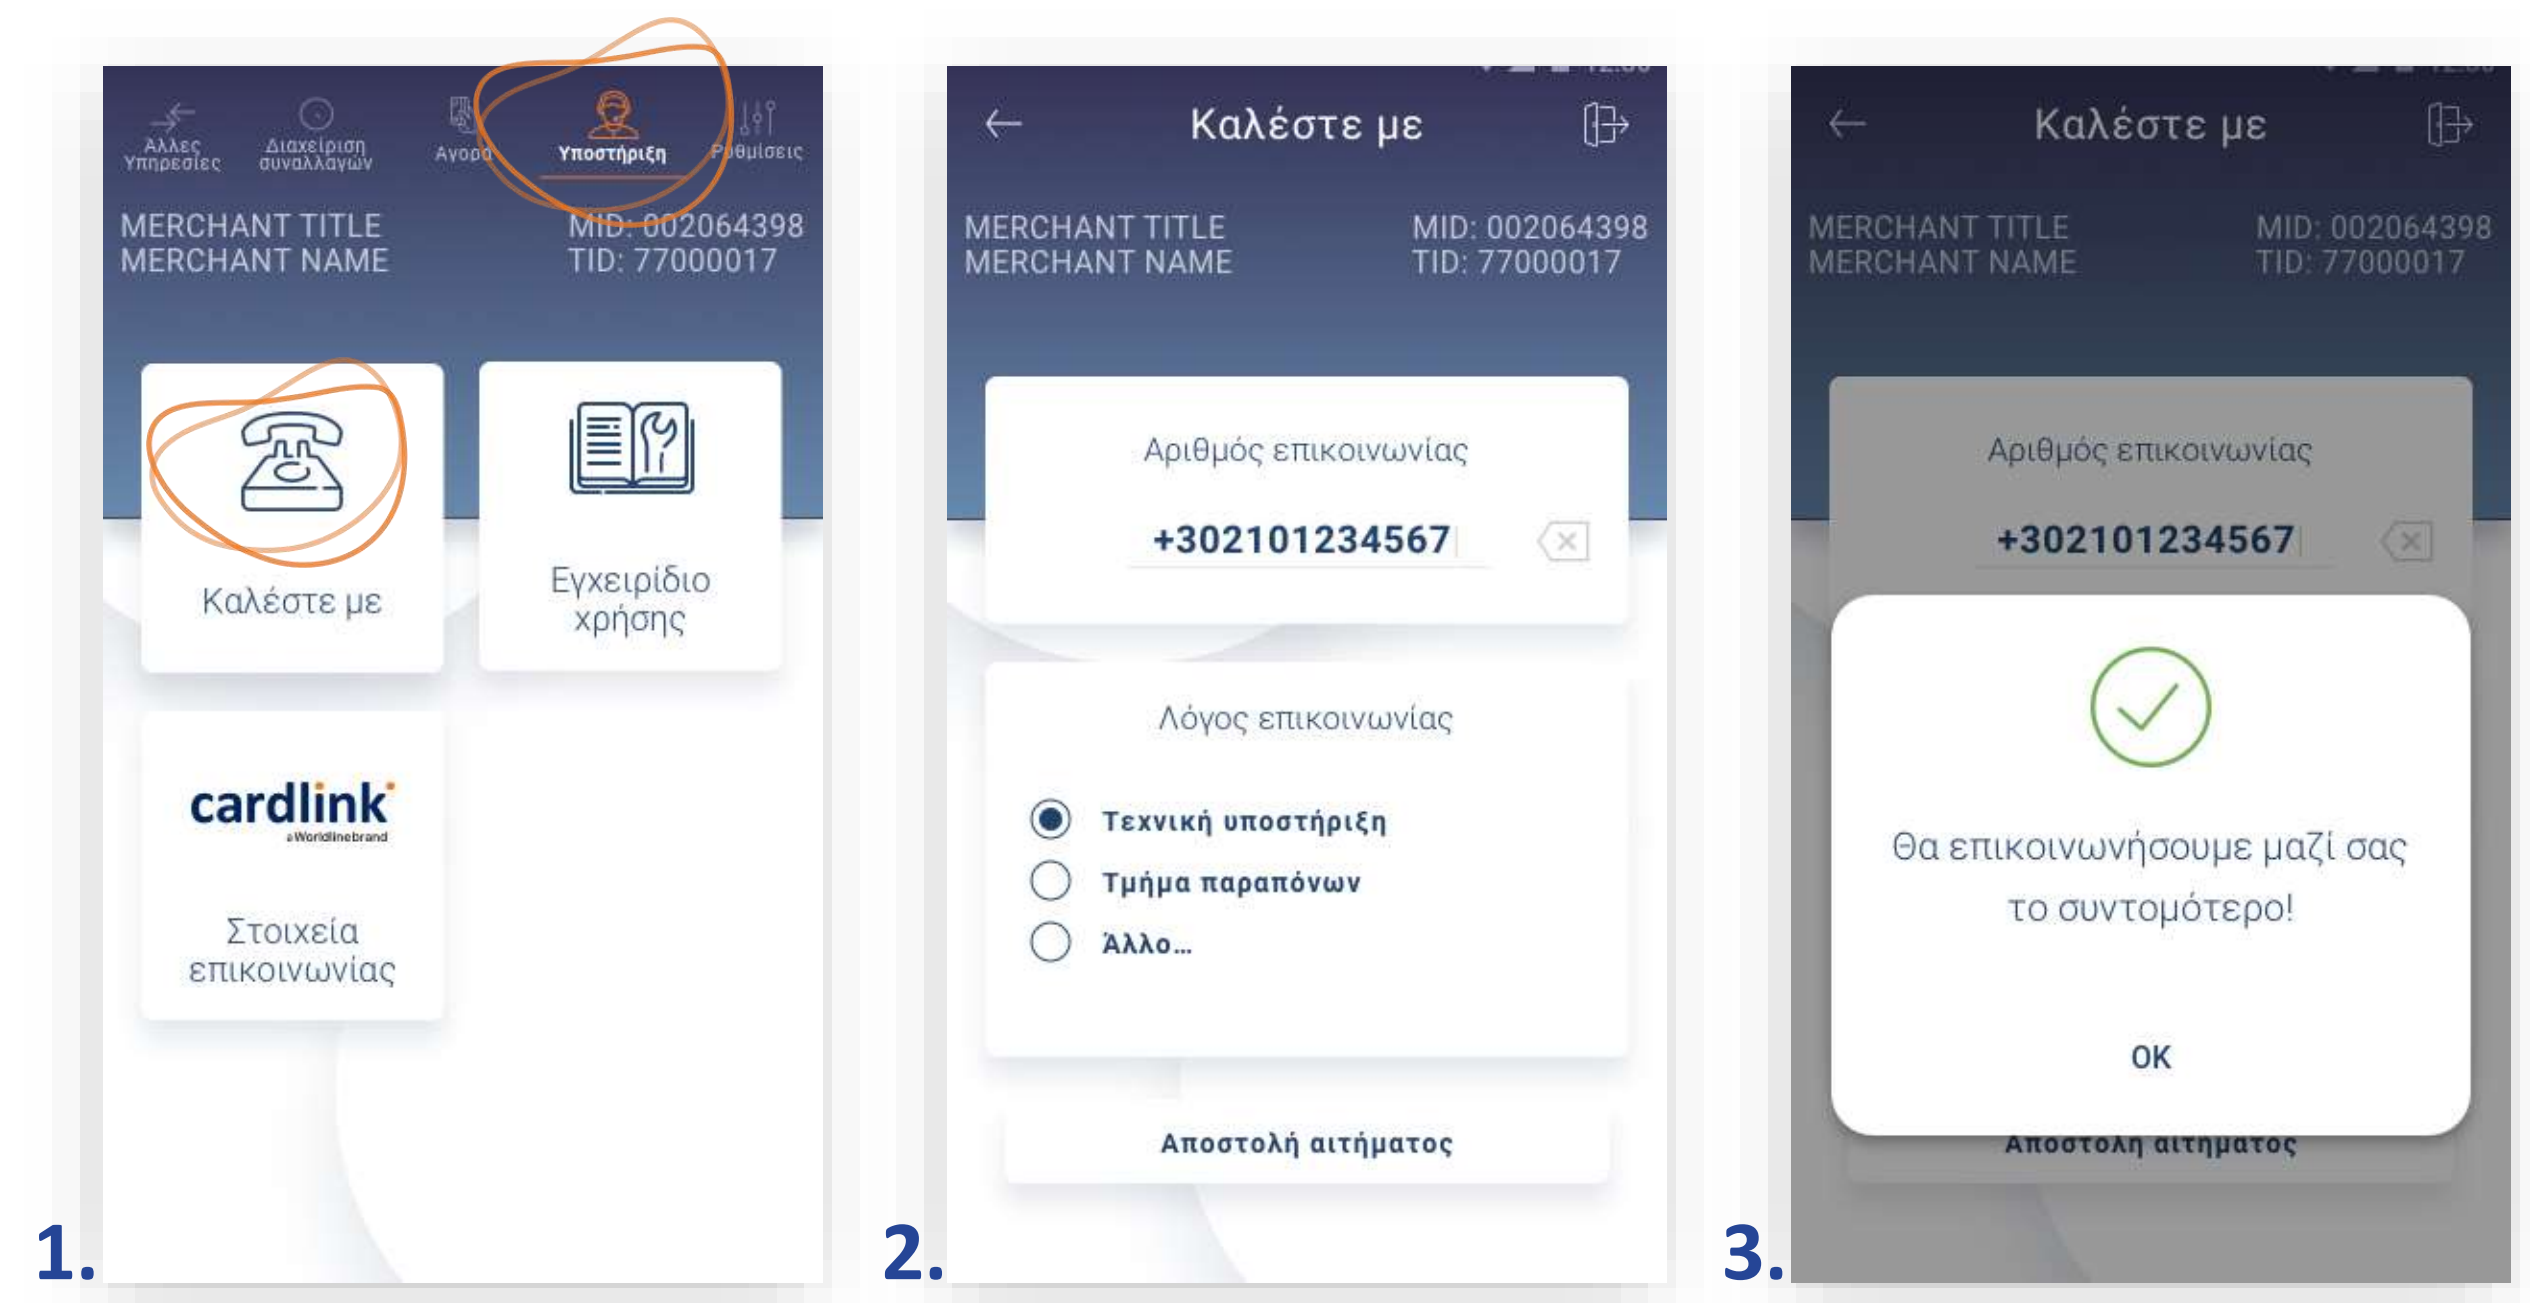 Άλλες
Υπηρεσίες
Διαχείριση
συναλλαγών
Αγορά
Υποστήριξη
Ρυθμίσεις
MERCHANT TITLE
MID: 002064398
MERCHANT NAME
TID: 77000017
Καλέστε με
Εγχειρίδιο
χρήσης
cardlink
a Worldline brand
Στοιχεία
επικοινωνίας
1.
Καλέστε με
MERCHANT TITLE
MID: 002064398
MERCHANT NAME
TID: 77000017
Αριθμός επικοινωνίας
+302101234567
Λόγος επικοινωνίας
Τεχνική υποστήριξη
Τμήμα παραπόνων
Άλλο...
Αποστολή αιτήματος
2.
Καλέστε με
MERCHANT TITLE
MID: 002064398
MERCHANT NAME
TID: 77000017
Αριθμός επικοινωνίας
+302101234567
Θα επικοινωνήσουμε μαζί σας
το συντομότερο!
OK
Αποστολή αιτήματος
3.